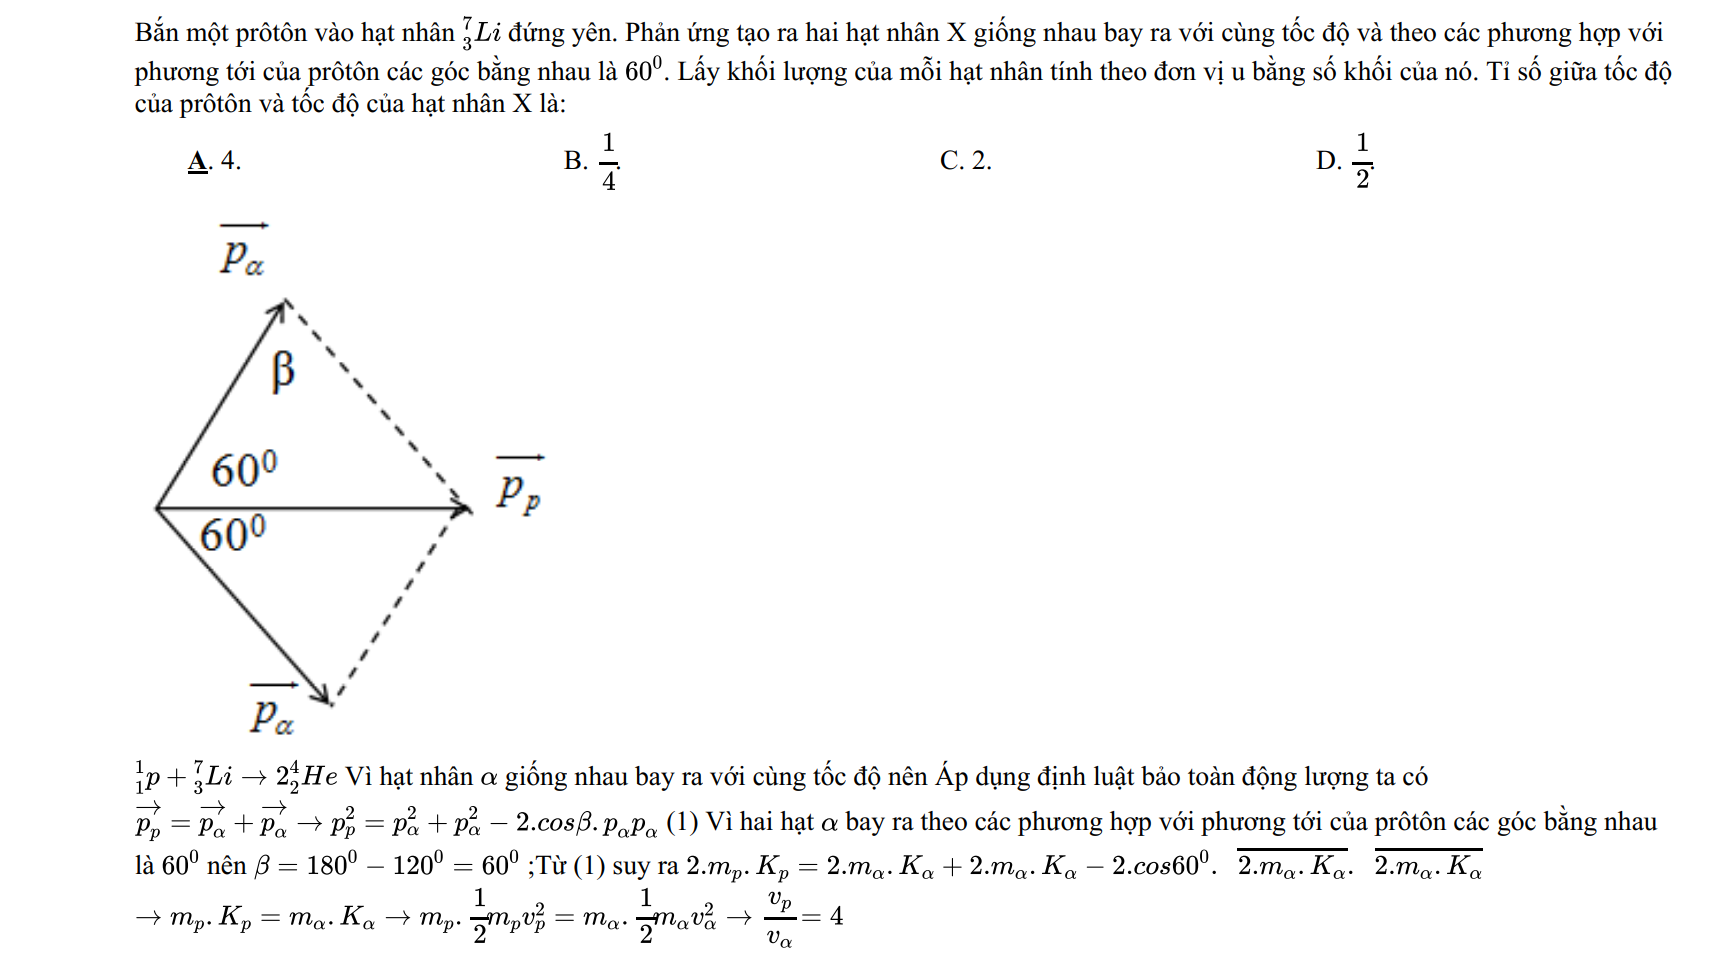 Bắn một prôtôn vào hạt nhân $^7_3Li$ đứng yên. Phản ứng tạo ra hai hạt nhân X giống nhau bay ra với cùng tốc độ và theo các phương hợp với
phương tới của prôtôn các góc bằng nhau là $60^0$. Lấy khối lượng của mỗi hạt nhân tính theo đơn vị u bằng số khối của nó. Tỉ số giữa tốc độ
của prôtôn và tốc độ của hạt nhân X là:
A. 4. B. $\frac{1}{4}$. C. 2. D. $\frac{1}{2}$.
$\overrightarrow{p_\alpha}$
β
$60^0$
$\overrightarrow{p_p}$
$60^0$
$\overrightarrow{p_\alpha}$
$^1_1p + ^7_3Li \to 2^4_2He$ Vì hạt nhân $\alpha$ giống nhau bay ra với cùng tốc độ nên Áp dụng định luật bảo toàn động lượng ta có
$\overrightarrow{p_p} = \overrightarrow{p_\alpha} + \overrightarrow{p_\alpha} \to p_p^2 = p_\alpha^2 + p_\alpha^2 - 2.cos\beta.p_\alpha p_\alpha$ (1) Vì hai hạt $\alpha$ bay ra theo các phương hợp với phương tới của prôtôn các góc bằng nhau
là $60^0$ nên $\beta = 180^0 - 120^0 = 60^0$ ;Từ (1) suy ra $2.m_p.K_p = 2.m_\alpha.K_\alpha + 2.m_\alpha.K_\alpha - 2.cos60^0.\overline{2.m_\alpha.K_\alpha}.\overline{2.m_\alpha.K_\alpha}$
$\to m_p.K_p = m_\alpha.K_\alpha \to m_p.\frac{1}{2}m_pv_p^2 = m_\alpha.\frac{1}{2}m_\alpha v_\alpha^2 \to \frac{v_p}{v_\alpha} = 4$